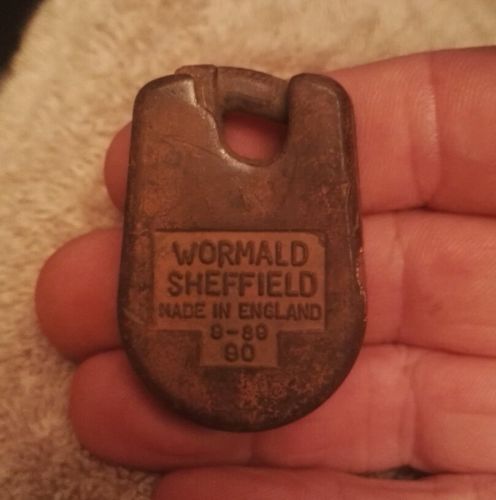 WORMALD
SHEFFIELD
MADE IN ENGLAND
8-89
90